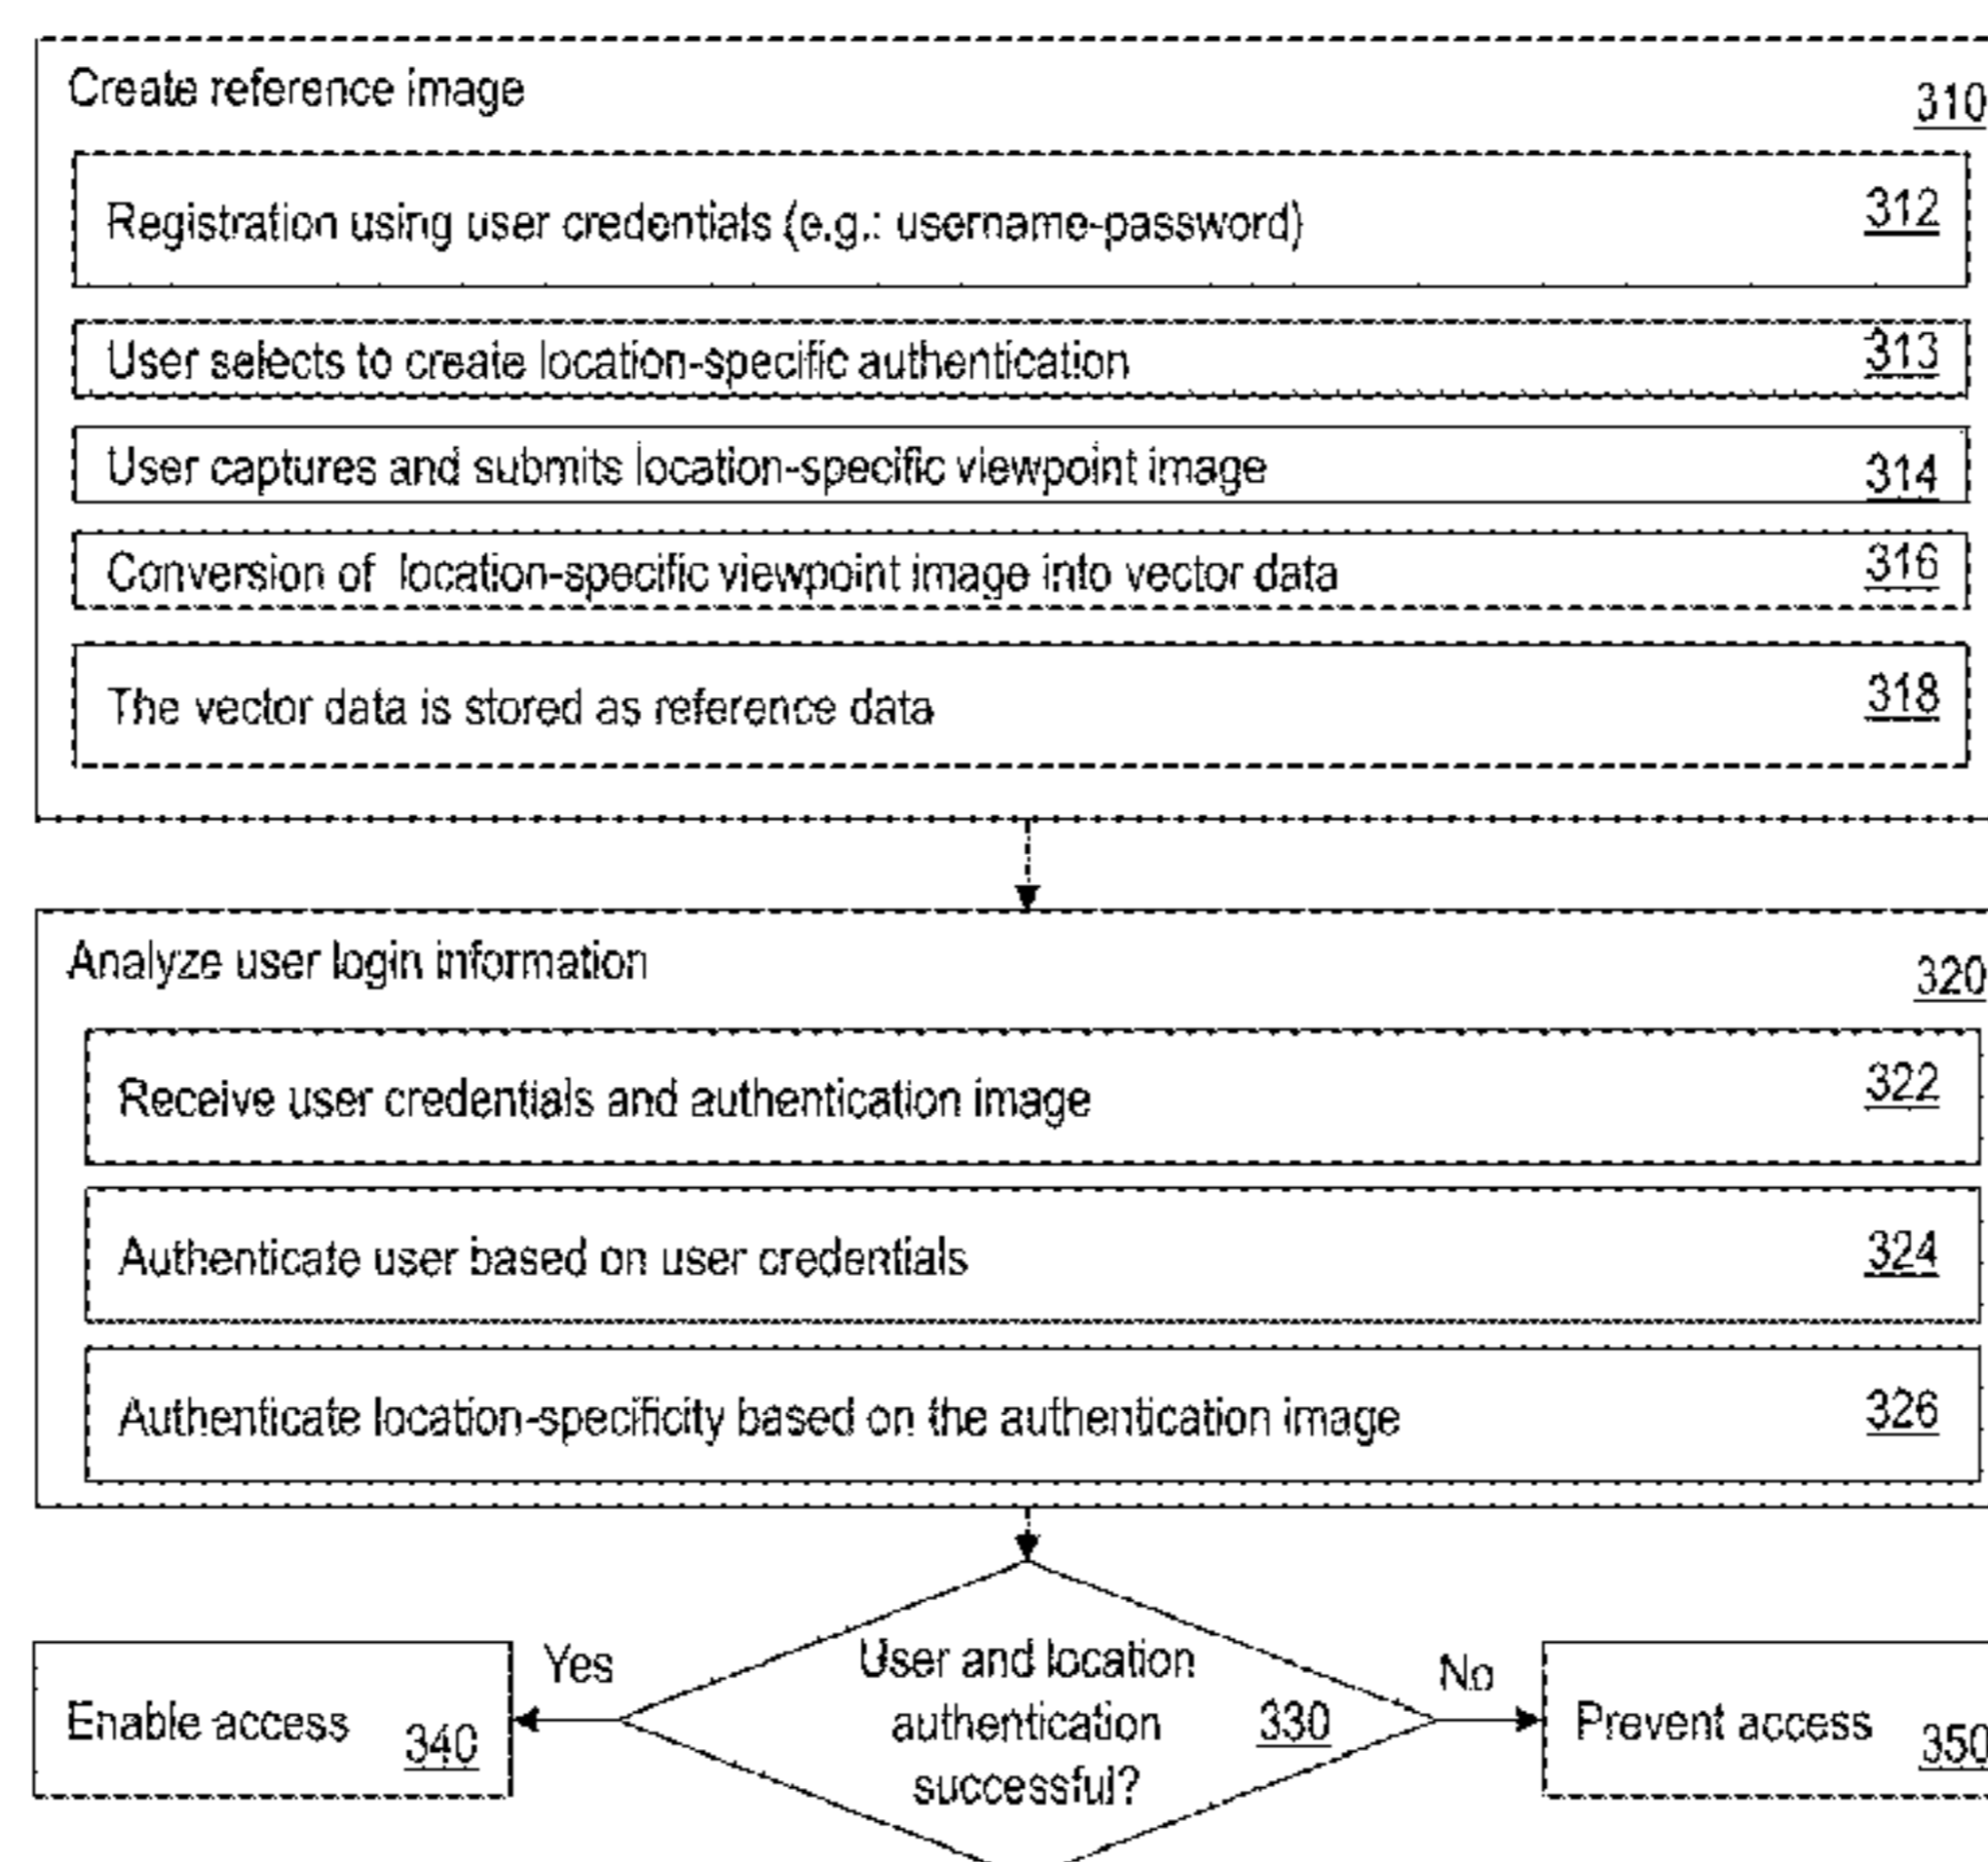 Create reference image 310
Registration using user credentials (e.g.: username-password) 312
User selects to create location-specific authentication 313
User captures and submits location-specific viewpoint image 314
Conversion of location-specific viewpoint image into vector data 316
The vector data is stored as reference data 318
Analyze user login information 320
Receive user credentials and authentication image 322
Authenticate user based on user credentials 324
Authenticate location-specificity based on the authentication image 326
Yes
Enable access 340
User and location
authentication 330
successful?
No
Prevent access 350